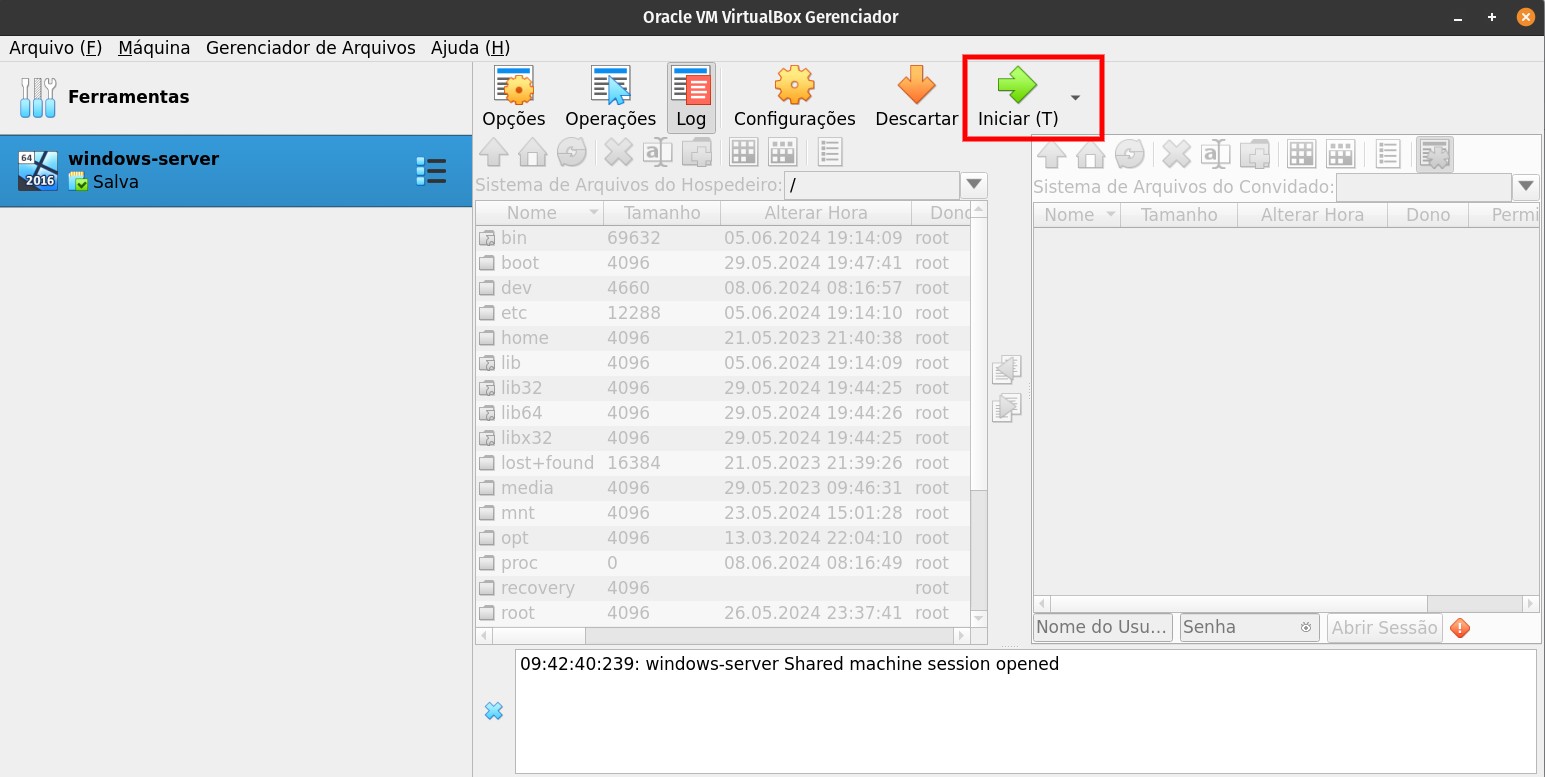 Oracle VM VirtualBox Gerenciador
Arquivo (F) Máquina Gerenciador de Arquivos Ajuda (H)
Ferramentas
64
2016
windows-server
Salva
Opções Operações Log Configurações Descartar Iniciar (T)
Sistema de Arquivos do Hospedeiro: /
Nome Tamanho Alterar Hora Dono
bin 69632 05.06.2024 19:14:09 root
boot 4096 29.05.2024 19:47:41 root
dev 4660 08.06.2024 08:16:57 root
etc 12288 05.06.2024 19:14:10 root
home 4096 21.05.2023 21:40:38 root
lib 4096 05.06.2024 19:14:09 root
lib32 4096 29.05.2024 19:44:25 root
lib64 4096 29.05.2024 19:44:26 root
libx32 4096 29.05.2024 19:44:25 root
lost+found 16384 21.05.2023 21:39:26 root
media 4096 29.05.2023 09:46:31 root
mnt 4096 23.05.2024 15:01:28 root
opt 4096 13.03.2024 22:04:10 root
proc 0 08.06.2024 08:16:49 root
recovery 4096 root
root 4096 26.05.2024 23:37:41 root
Sistema de Arquivos do Convidado:
Nome Tamanho Alterar Hora Dono Permi
Nome do Usu... Senha Abrir Sessão
09:42:40:239: windows-server Shared machine session opened